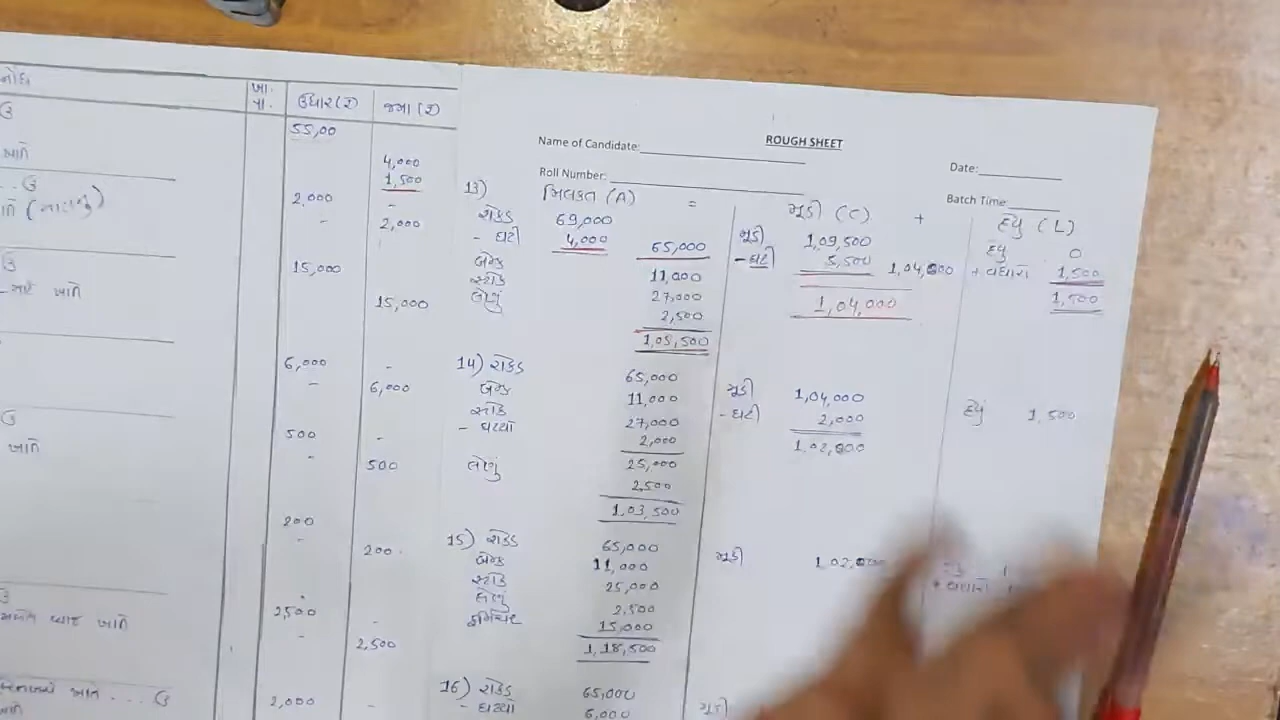 નોંધ ખા. પા. ઉધાર(₹) જમા (₹)
ઉ 55,00
ખાતે 4,000
... ઉ 1,500
2,000 -
- 2,000
ઉ 15,000
ખાતે 15,000
6,000 -
- 6,000
ઉ 500 -
ખાતે - 500
200
- 200
ઉ 2500 -
વ્યાજ ખાતે - 2,500
ખાતે ... ઉ 2,000 -
ROUGH SHEET
Name of Candidate:
Date:
Roll Number:
Batch Time:
13) મિલકત (A) = મૂડી (C) + દેવું (L)
રોકડ 69,000 મૂડી 1,09,500 દેવું 0
- ઘટી 4,000 65,000 - ઘટી 5,500 1,04,000 + વધારો 1,500
બેન્ક 11,000 1,04,000 1,500
સ્ટોક 27,000
લેણું 2,500
1,05,500
14) રોકડ 65,000
બેન્ક 11,000 મૂડી 1,04,000 દેવું 1,500
સ્ટોક 27,000 - ઘટી 2,000
- ઘટ્યો 2,000 1,02,000
25,000
લેણું 2,500
1,03,500
15) રોકડ 65,000 મૂડી
બેન્ક 11,000 + વધારો
સ્ટોક 25,000
લેણું 2,500
ફર્નિચર 15,000
1,18,500
16) રોકડ 65,000
- ઘટ્યો 6,000 મૂડી